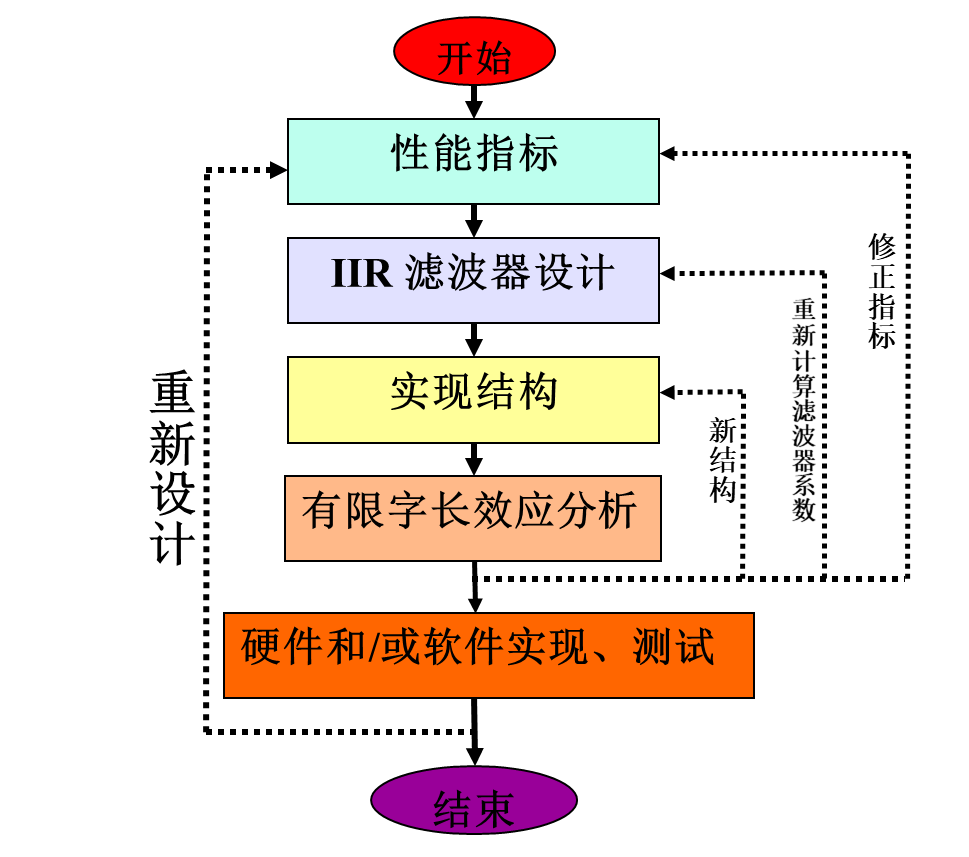 开始
性能指标
IIR 滤波器设计
实现结构
有限字长效应分析
硬件和/或软件实现、测试
结束
重新设计
新结构
重新计算滤波器系数
修正指标